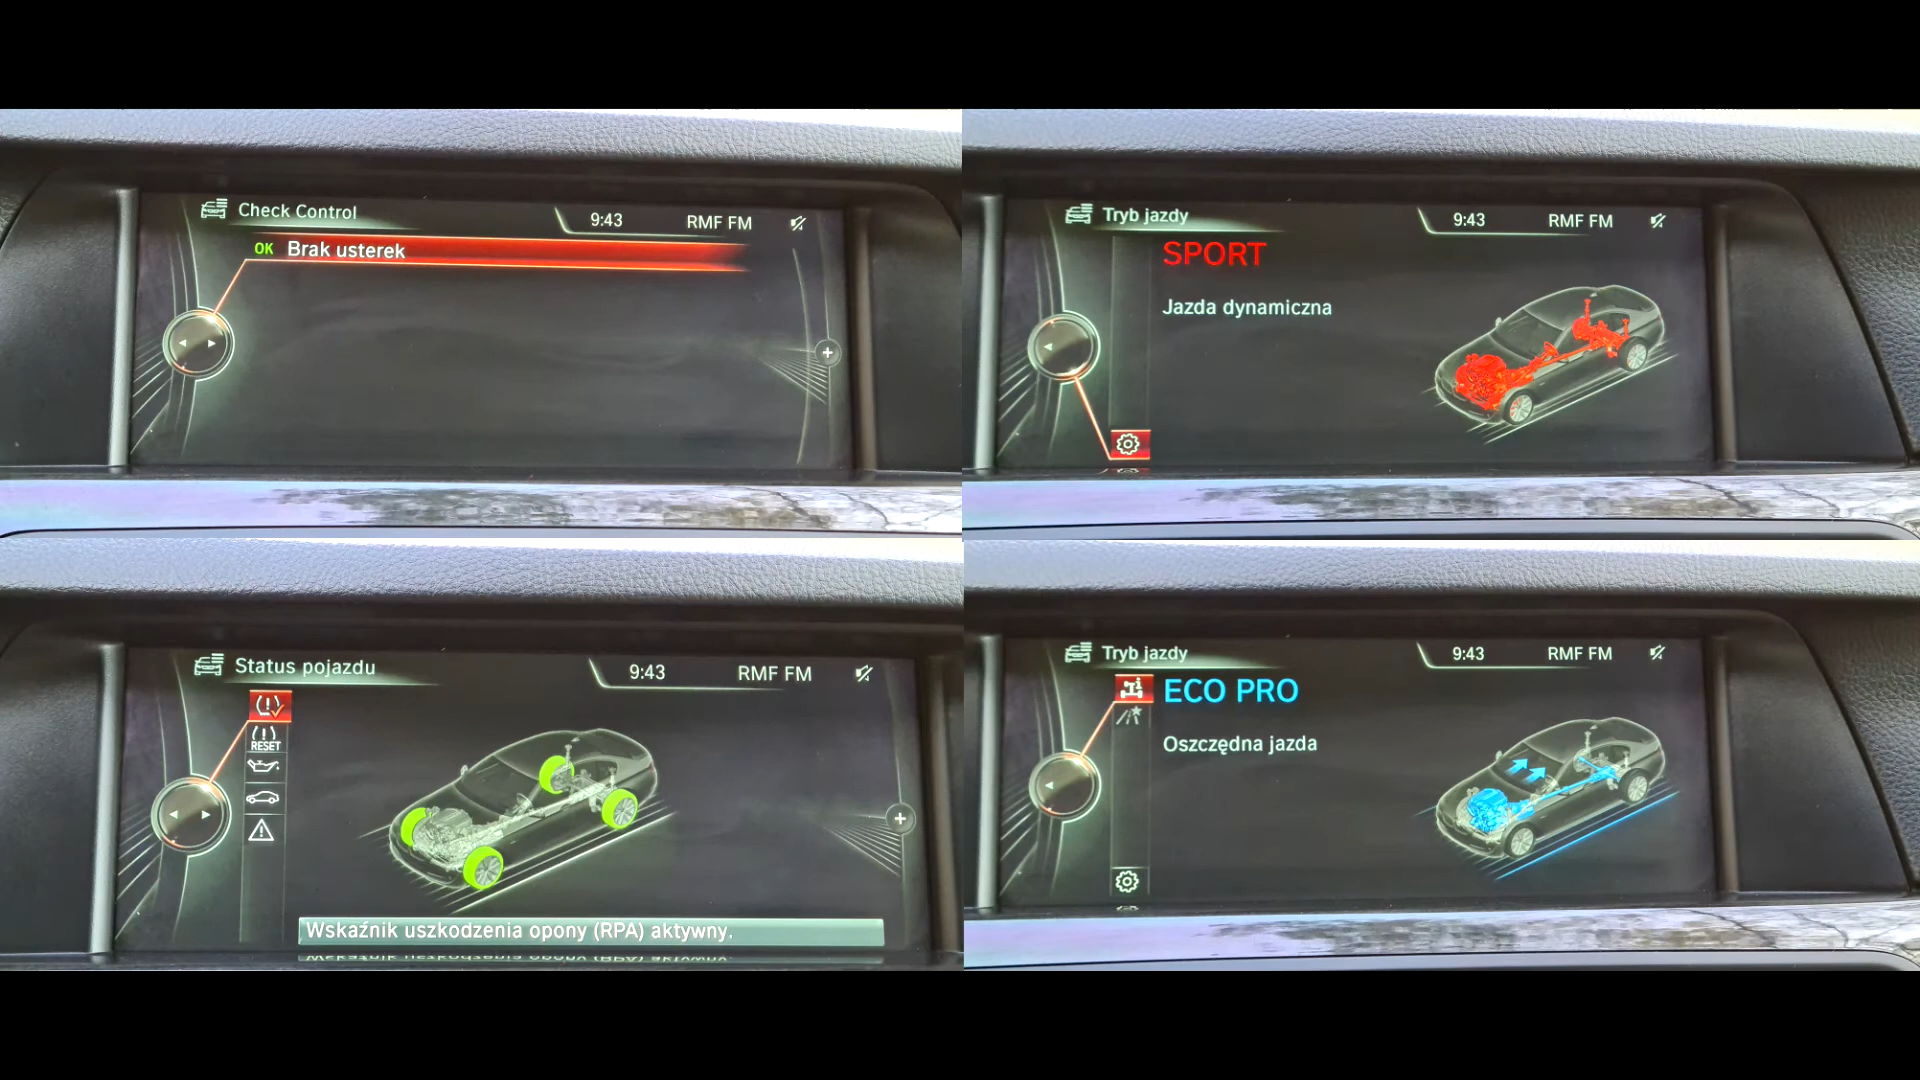 Check Control
9:43
RMF FM
OK Brak usterek
Tryb jazdy
9:43
RMF FM
SPORT
Jazda dynamiczna
Status pojazdu
9:43
RMF FM
RESET
Wskaźnik uszkodzenia opony (RPA) aktywny.
Tryb jazdy
9:43
RMF FM
ECO PRO
Oszczędna jazda